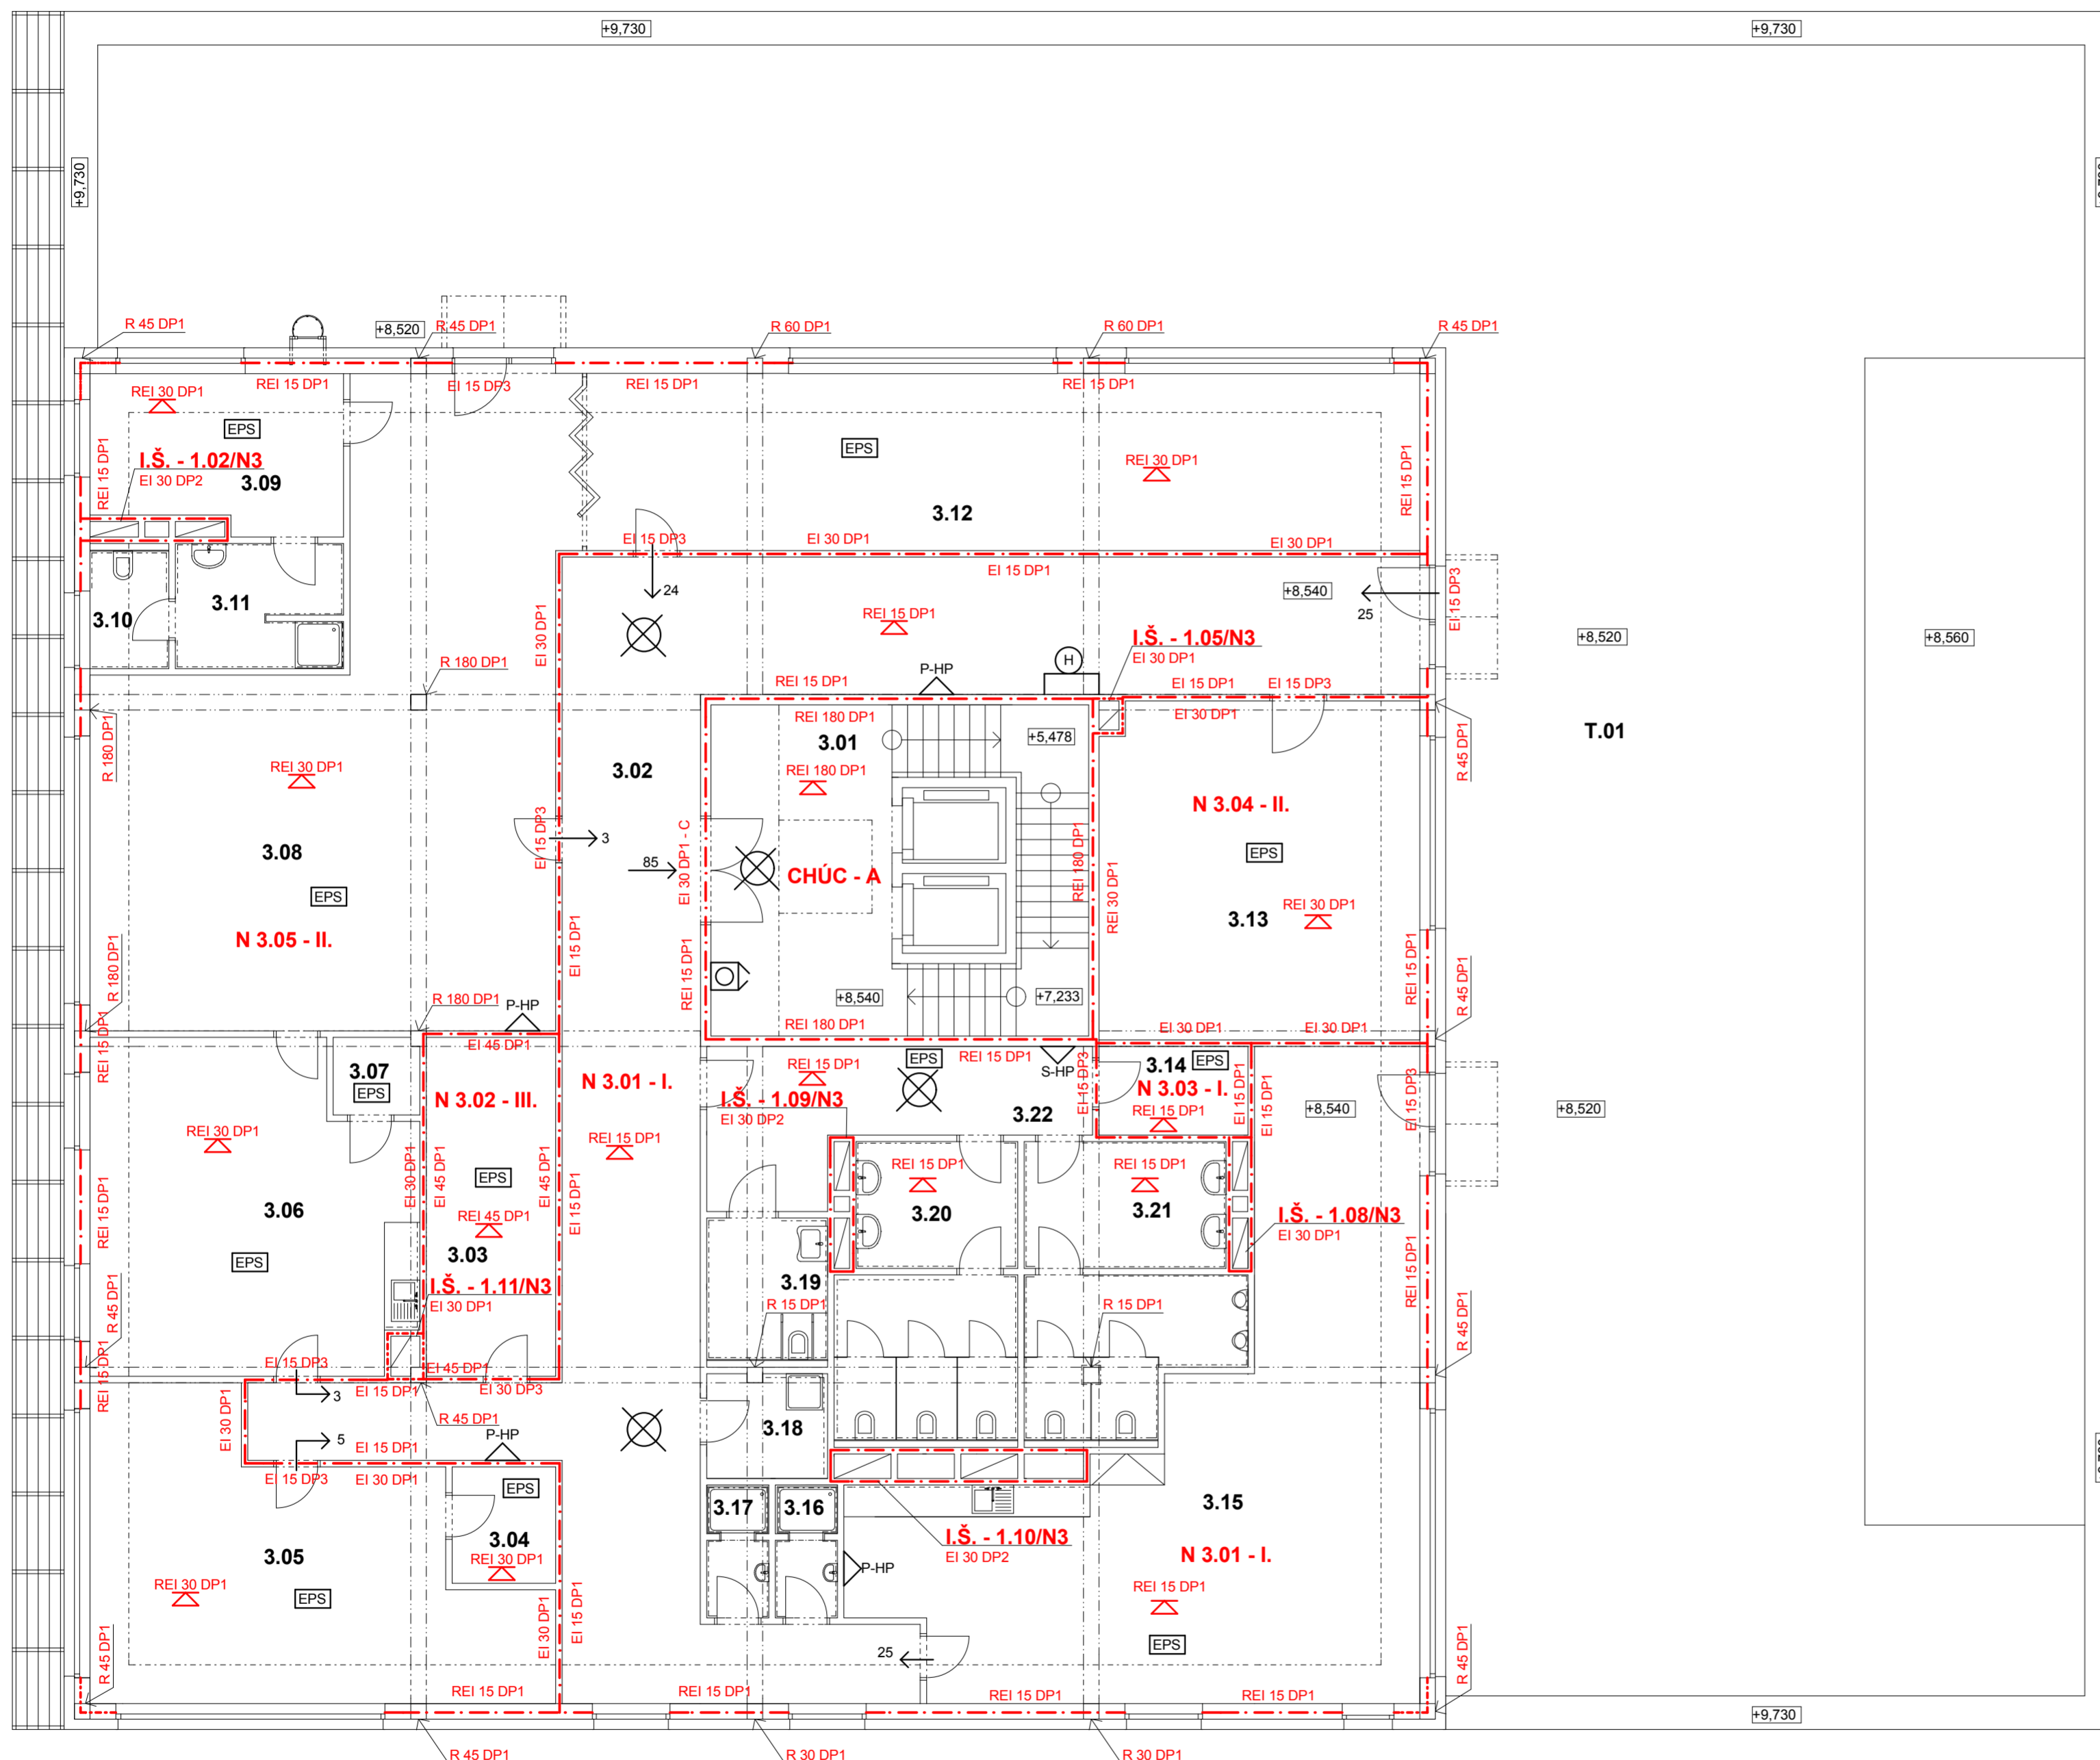 +9,730
+9,730
+9,730
R 45 DP1
+8,520
R 45 DP1
R 60 DP1
R 60 DP1
R 45 DP1
REI 15 DP1
EI 15 DP3
REI 15 DP1
REI 15 DP1
REI 30 DP1
EPS
EPS
REI 15 DP1
I.Š. - 1.02/N3
EI 30 DP2
3.09
REI 30 DP1
REI 15 DP1
3.12
EI 15 DP3
EI 30 DP1
EI 30 DP1
EI 15 DP1
24
+8,540
25
EI 15 DP3
3.10
3.11
EI 30 DP1
REI 15 DP1
I.Š. - 1.05/N3
EI 30 DP1
+8,520
+8,560
R 180 DP1
P-HP
H
REI 15 DP1
EI 15 DP1
EI 15 DP3
EI 30 DP1
R 180 DP1
REI 180 DP1
3.01
+5,478
R 45 DP1
T.01
3.02
REI 30 DP1
REI 180 DP1
N 3.04 - II.
3.08
EI 15 DP3
3
85
EI 30 DP1 - C
CHÚC - A
REI 180 DP1
REI 30 DP1
EPS
EPS
3.13
REI 30 DP1
N 3.05 - II.
EI 15 DP1
REI 15 DP1
R 180 DP1
R 180 DP1
P-HP
+8,540
+7,233
REI 15 DP1
R 45 DP1
REI 180 DP1
EI 30 DP1
EI 30 DP1
REI 15 DP1
EI 45 DP1
EPS
REI 15 DP1
3.07
EPS
N 3.02 - III.
N 3.01 - I.
REI 15 DP1
S-HP
EI 15 DP3
3.14
EPS
N 3.03 - I.
EI 15 DP1
EI 15 DP1
I.Š. - 1.09/N3
EI 30 DP2
3.22
REI 15 DP1
+8,540
EI 15 DP3
+8,520
REI 30 DP1
REI 15 DP1
EI 30 DP1
EI 45 DP1
EPS
EI 45 DP1
EI 15 DP1
REI 15 DP1
REI 15 DP1
REI 15 DP1
3.06
REI 45 DP1
3.20
3.21
I.Š. - 1.08/N3
EI 30 DP1
3.03
EPS
I.Š. - 1.11/N3
EI 30 DP1
3.19
R 15 DP1
R 15 DP1
REI 15 DP1
R 45 DP1
R 45 DP1
REI 15 DP1
EI 15 DP3
EI 45 DP1
EI 15 DP1
EI 30 DP3
3
EI 30 DP1
R 45 DP1
5
EI 15 DP1
P-HP
3.18
EI 15 DP3
EI 30 DP1
EPS
3.04
REI 30 DP1
3.17
3.16
3.15
I.Š. - 1.10/N3
EI 30 DP2
N 3.01 - I.
3.05
P-HP
REI 30 DP1
EPS
REI 15 DP1
EI 30 DP1
EI 15 DP1
EPS
25
R 45 DP1
R 45 DP1
REI 15 DP1
REI 15 DP1
REI 15 DP1
REI 15 DP1
+9,730
R 45 DP1
R 30 DP1
R 30 DP1